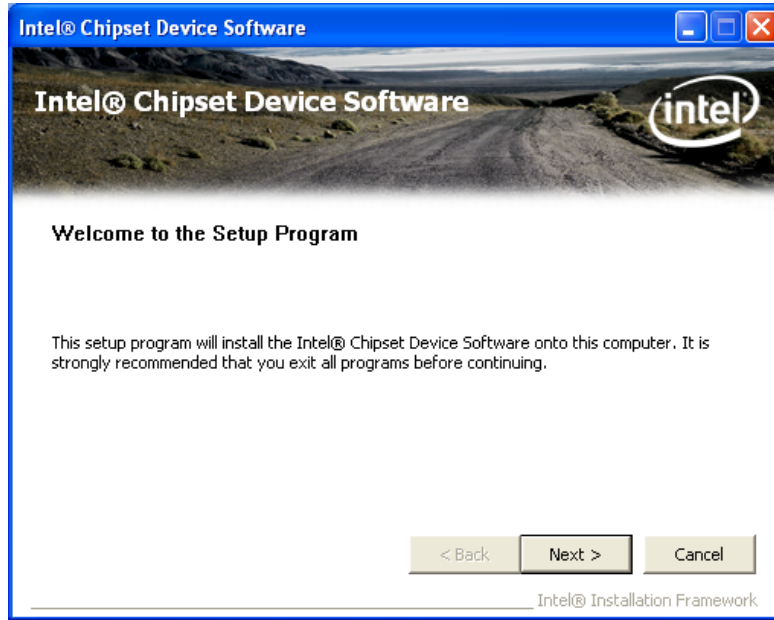 Intel® Chipset Device Software
Intel® Chipset Device Software
intel
Welcome to the Setup Program
This setup program will install the Intel® Chipset Device Software onto this computer. It is
strongly recommended that you exit all programs before continuing.
< Back Next > Cancel
Intel® Installation Framework